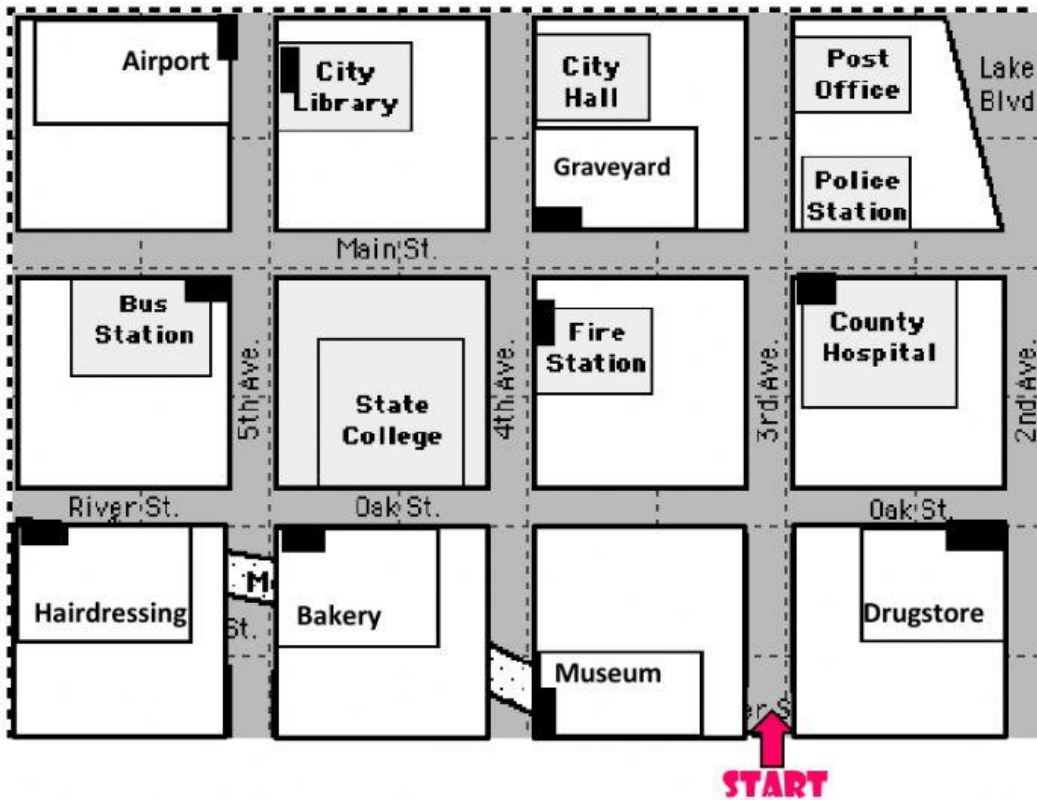 Airport
City
Library
City
Hall
Graveyard
Post
Office
Lake
Blvd
Police
Station
Main St.
Bus
Station
5th Ave.
State
College
4th Ave.
Fire
Station
3rd Ave.
County
Hospital
2nd Ave.
River St.
Oak St.
Oak St.
Hairdressing
St.
Bakery
Museum
Drugstore
START